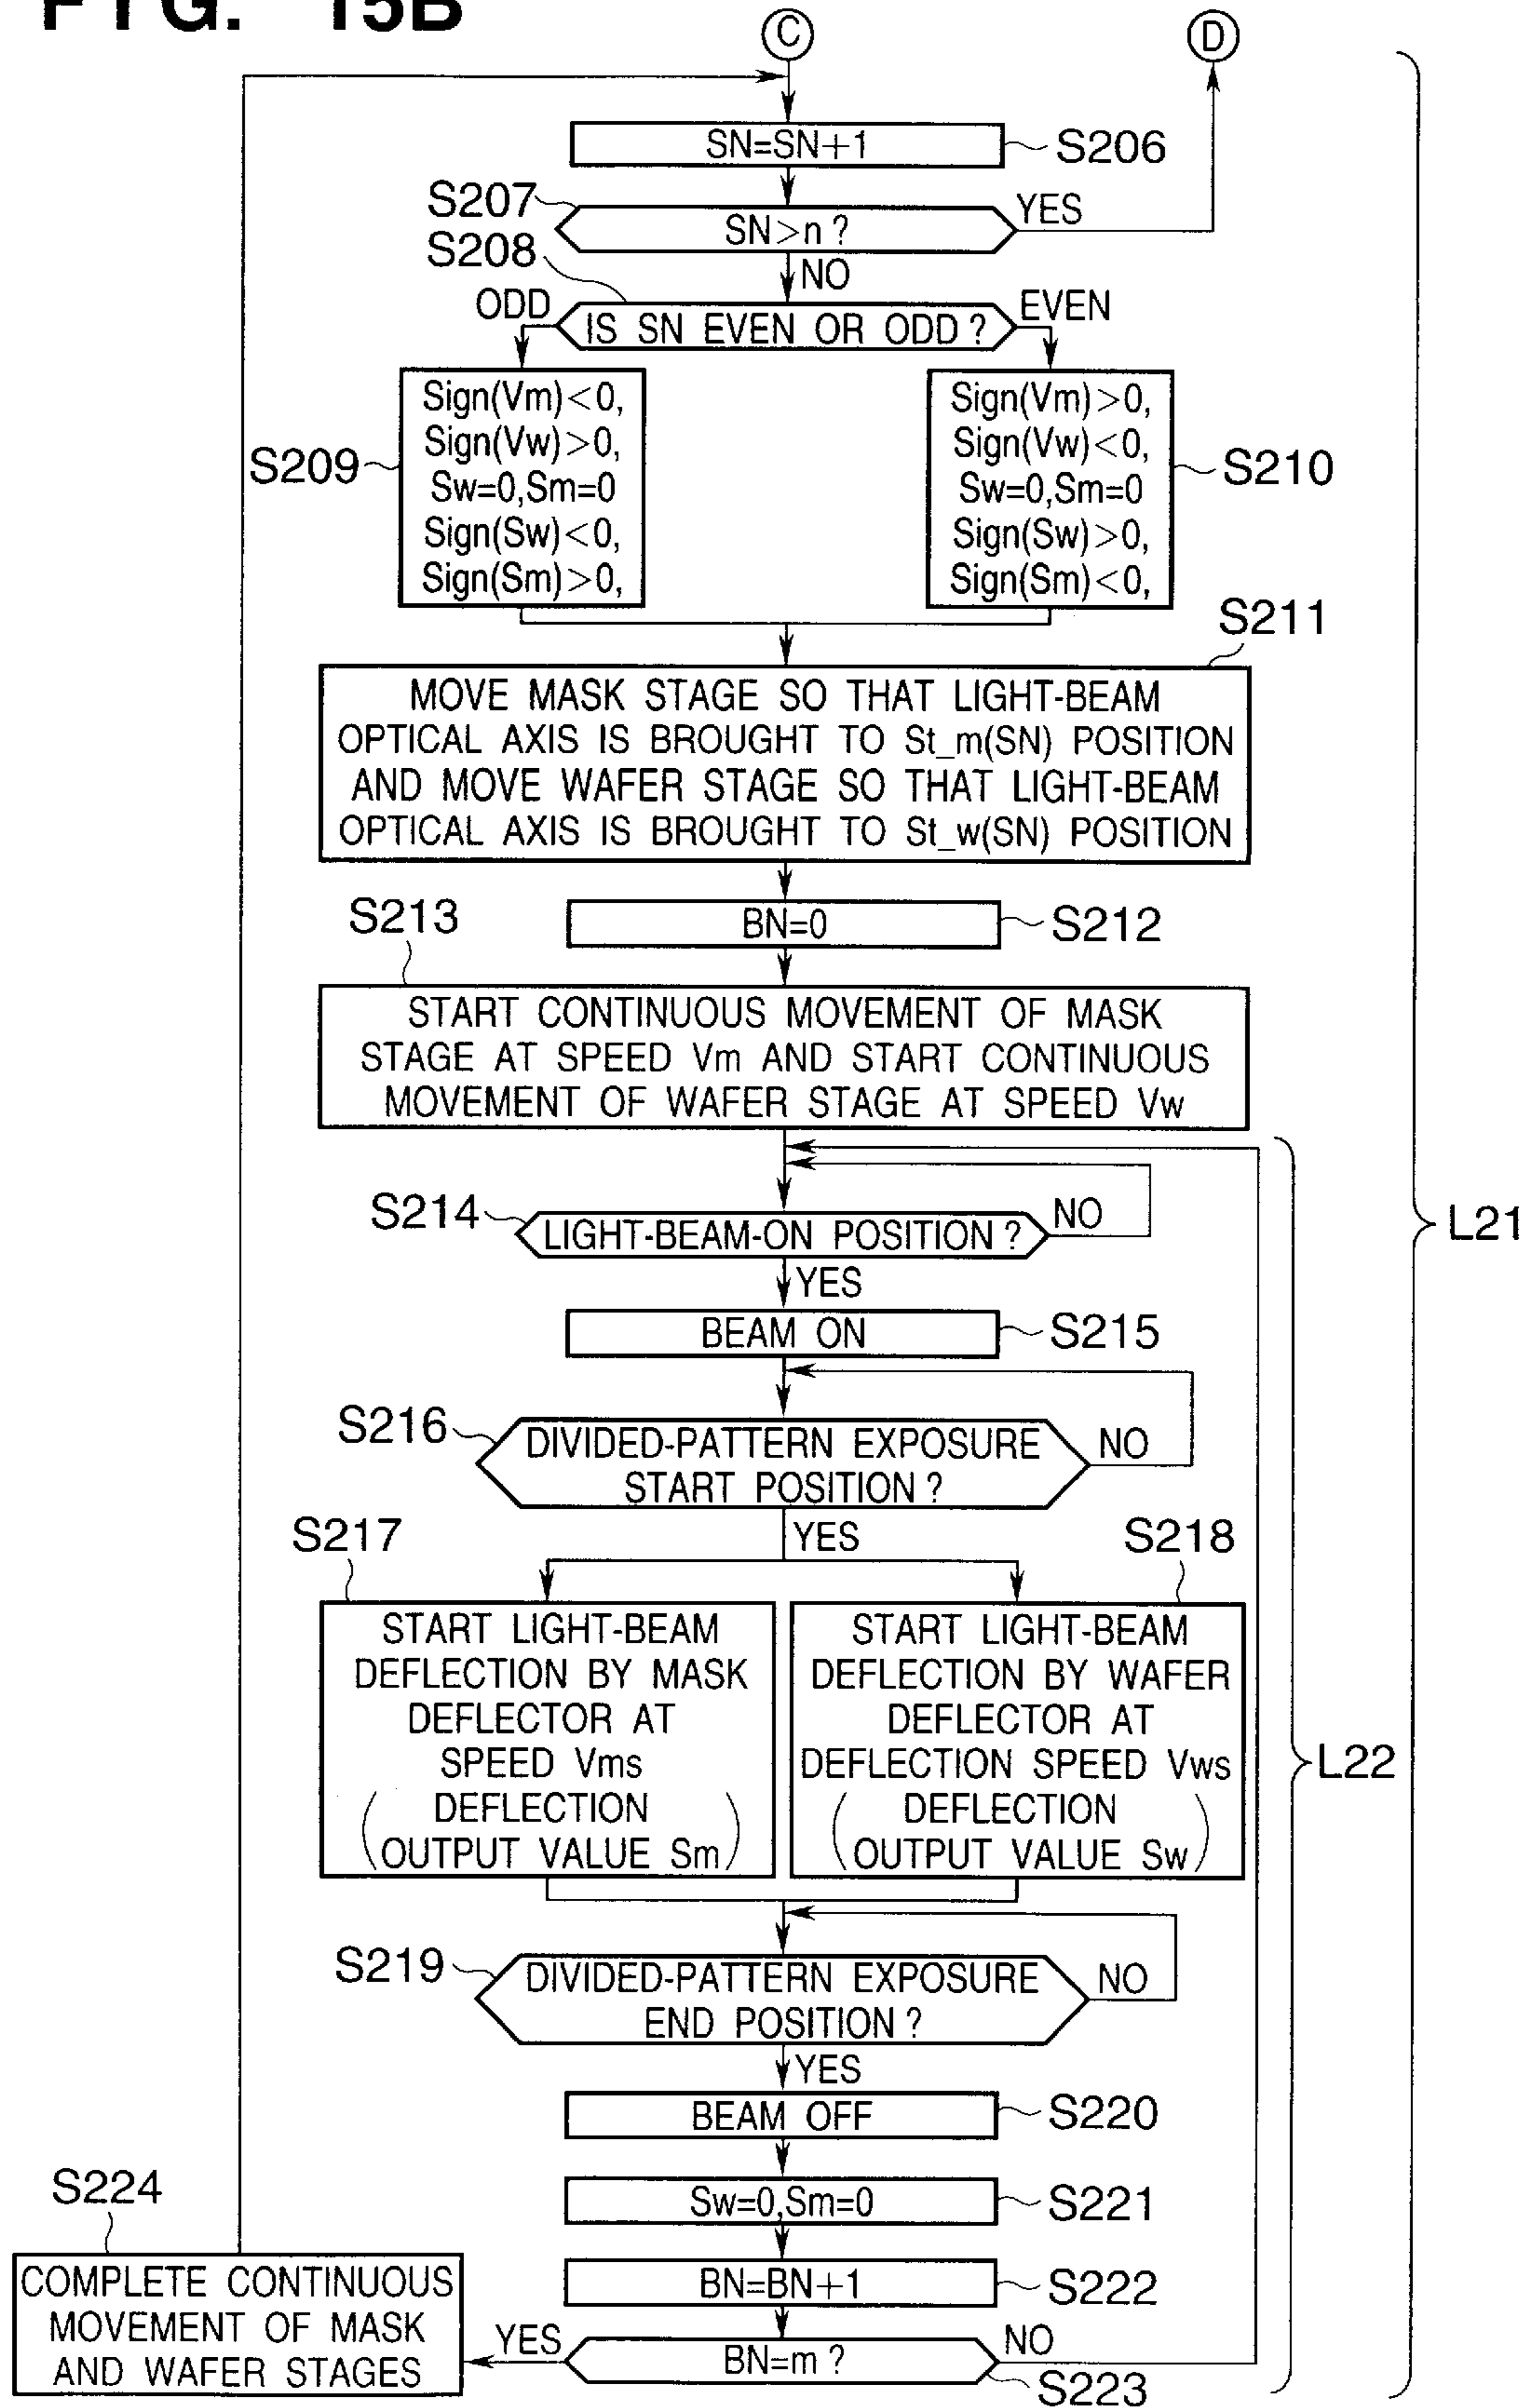 FIG. 15B
C
D
SN=SN+1
S206
S207
SN>n?
YES
S208
NO
ODD
IS SN EVEN OR ODD?
EVEN
Sign(Vm)<0,
Sign(Vw)>0,
Sw=0,Sm=0
Sign(Sw)<0,
Sign(Sm)>0,
S209
Sign(Vm)>0,
Sign(Vw)<0,
Sw=0,Sm=0
Sign(Sw)>0,
Sign(Sm)<0,
S210
S211
MOVE MASK STAGE SO THAT LIGHT-BEAM
OPTICAL AXIS IS BROUGHT TO St_m(SN) POSITION
AND MOVE WAFER STAGE SO THAT LIGHT-BEAM
OPTICAL AXIS IS BROUGHT TO St_w(SN) POSITION
S213
BN=0
S212
START CONTINUOUS MOVEMENT OF MASK
STAGE AT SPEED Vm AND START CONTINUOUS
MOVEMENT OF WAFER STAGE AT SPEED Vw
S214
LIGHT-BEAM-ON POSITION?
NO
L21
YES
BEAM ON
S215
S216
DIVIDED-PATTERN EXPOSURE
START POSITION?
NO
YES
S217
S218
START LIGHT-BEAM
DEFLECTION BY MASK
DEFLECTOR AT
SPEED Vms
(DEFLECTION
OUTPUT VALUE Sm)
START LIGHT-BEAM
DEFLECTION BY WAFER
DEFLECTOR AT
DEFLECTION SPEED Vws
(DEFLECTION
OUTPUT VALUE Sw)
L22
S219
DIVIDED-PATTERN EXPOSURE
END POSITION?
NO
YES
BEAM OFF
S220
Sw=0,Sm=0
S221
S224
BN=BN+1
S222
COMPLETE CONTINUOUS
MOVEMENT OF MASK
AND WAFER STAGES
YES
BN=m?
NO
S223